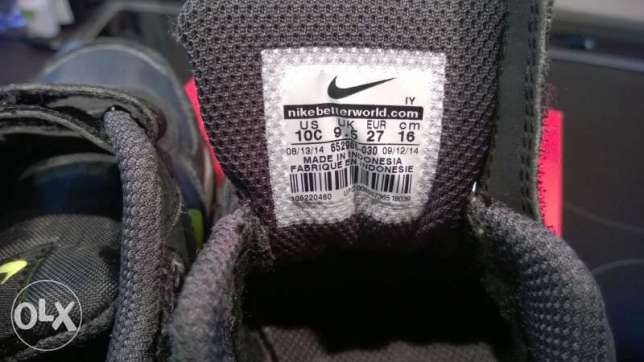 IY
nikebetterworld.com
US UK EUR cm
10C 9.5 27 16
08/13/14 -030 09/12/14
MADE IN INDONESIA
FABRIQUE EN INDONESIE
OLX